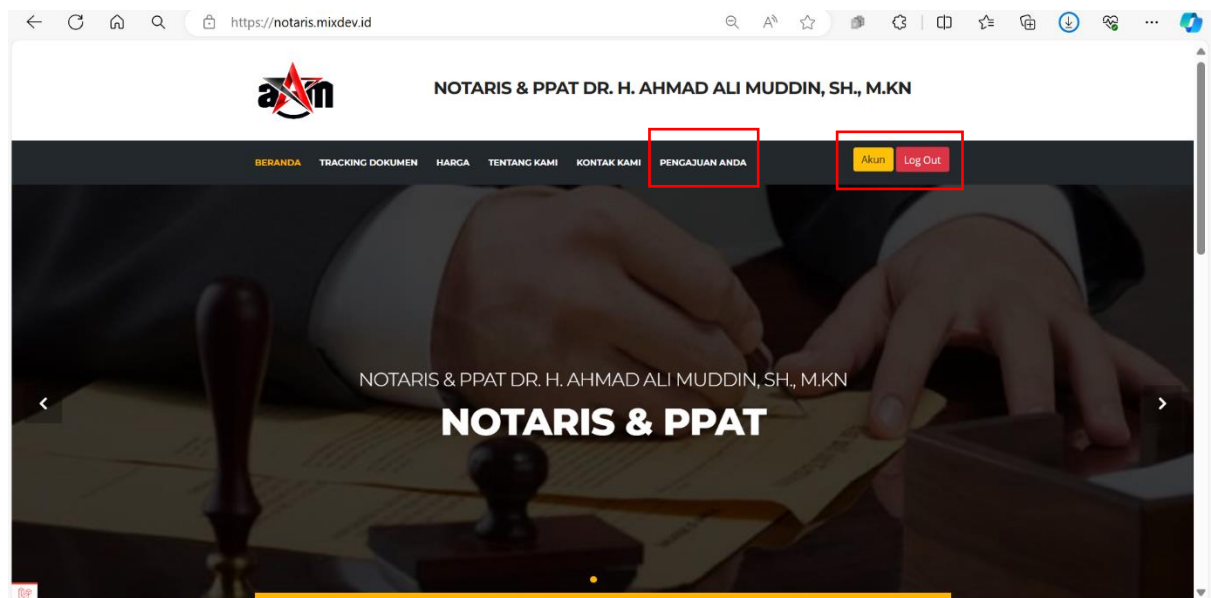 https://notaris.mixdev.id
aAm
NOTARIS & PPAT DR. H. AHMAD ALI MUDDIN, SH., M.KN
BERANDA TRACKING DOKUMEN HARGA TENTANG KAMI KONTAK KAMI PENGAJUAN ANDA Akun Log Out
NOTARIS & PPAT DR. H. AHMAD ALI MUDDIN, SH., M.KN
NOTARIS & PPAT